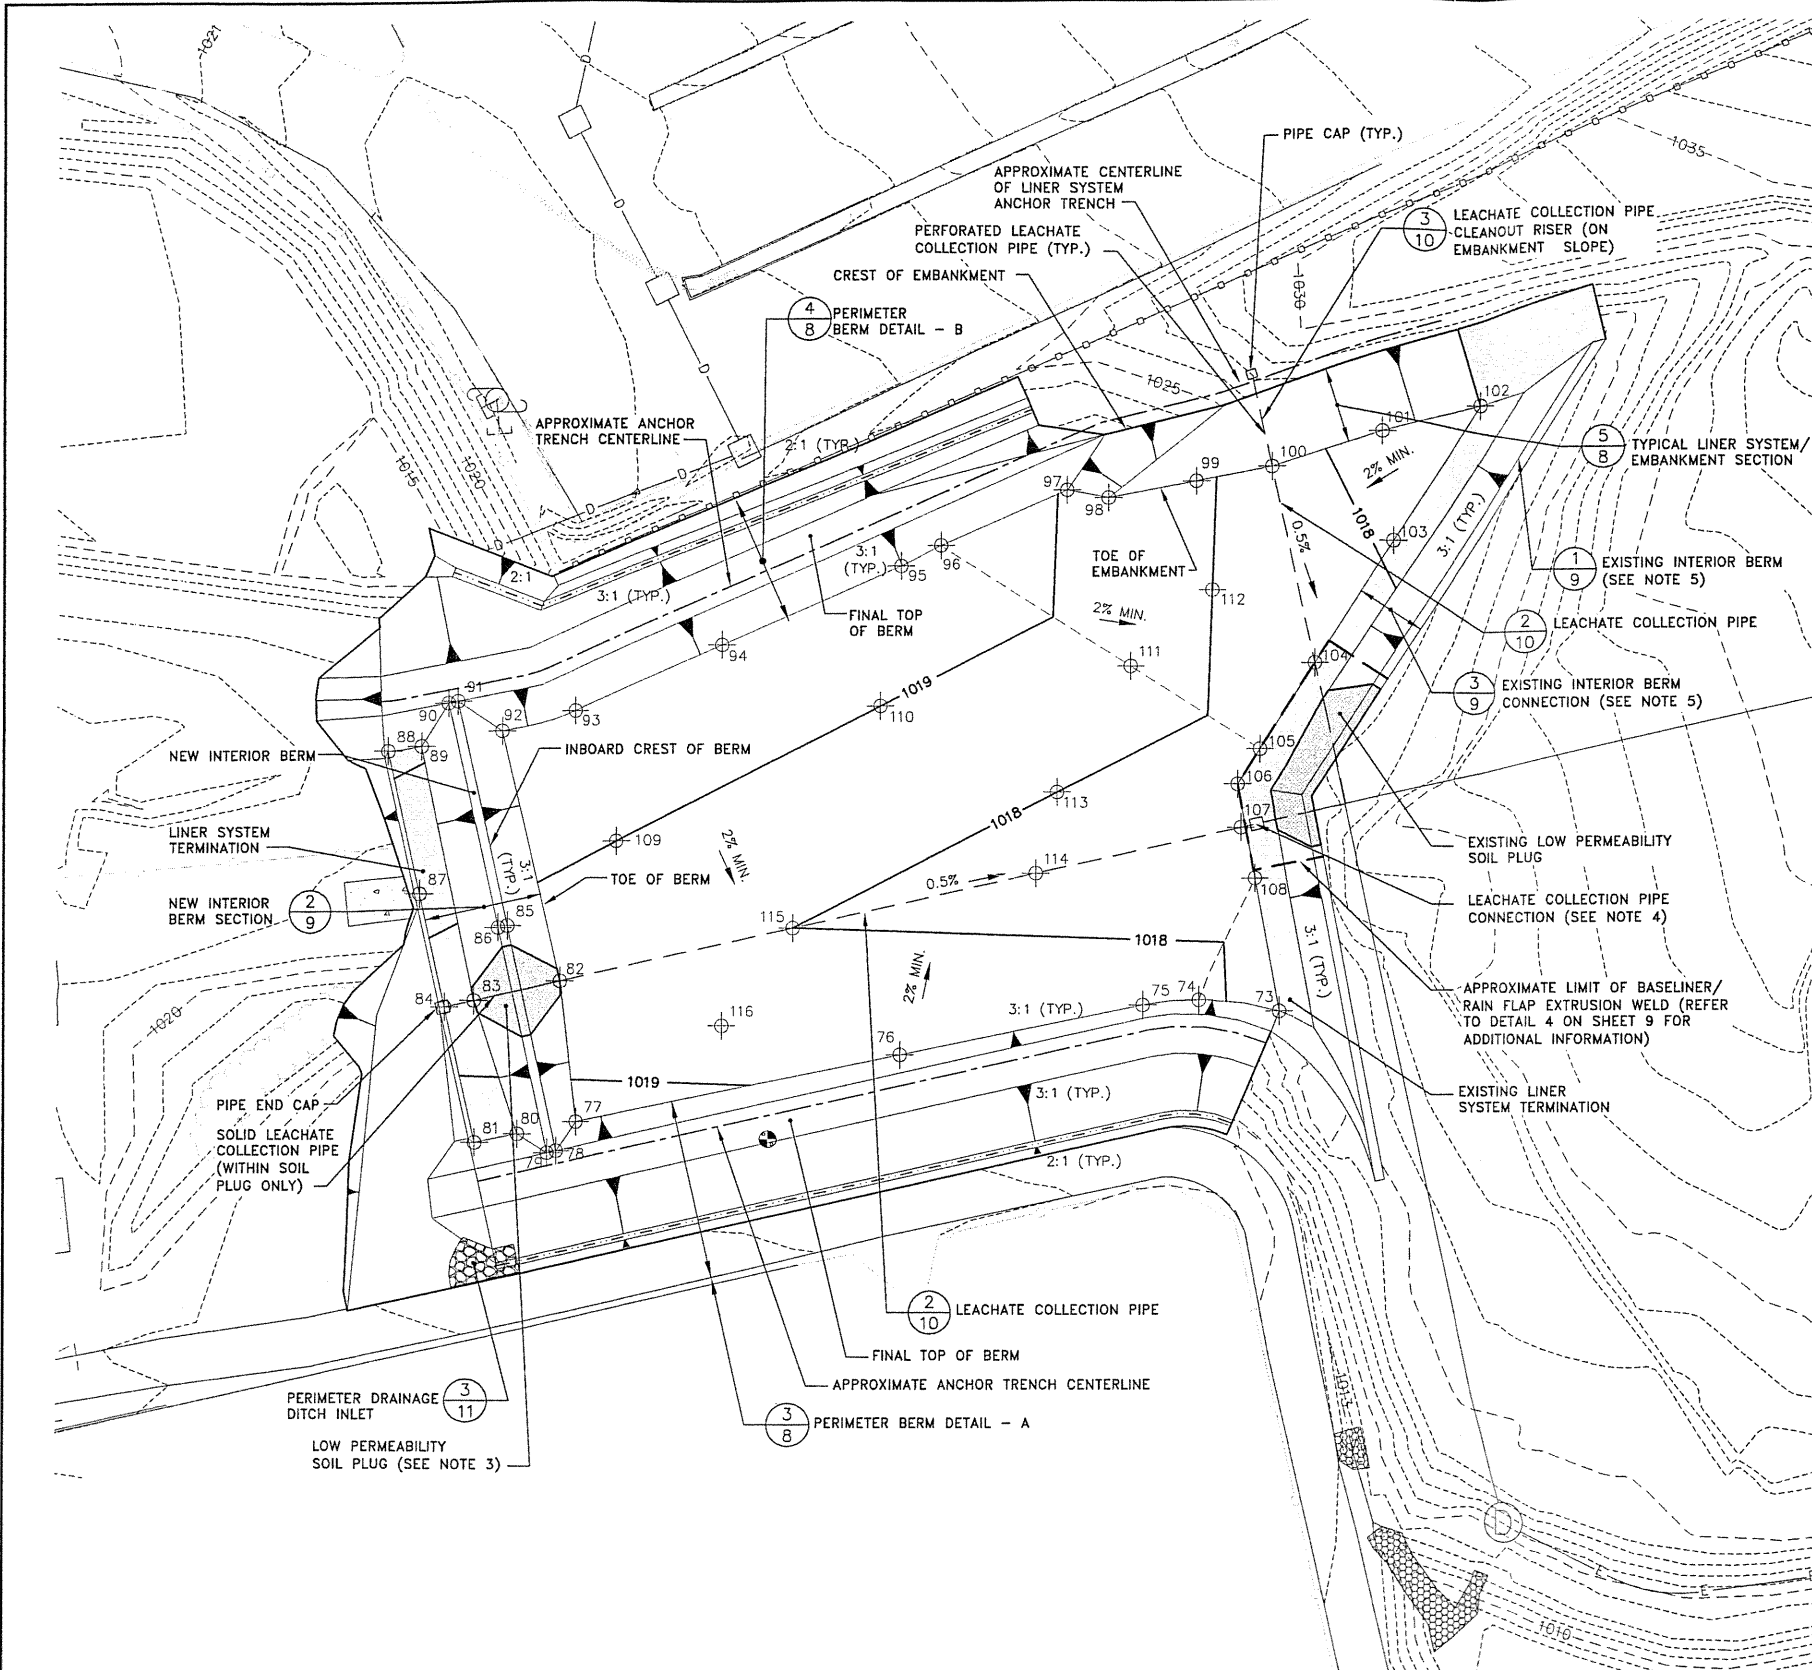 1021
D
D
D
D
D
D
D
PIPE CAP (TYP.)
1035
APPROXIMATE CENTERLINE
OF LINER SYSTEM
ANCHOR TRENCH
3
10
LEACHATE COLLECTION PIPE
CLEANOUT RISER (ON
EMBANKMENT SLOPE)
PERFORATED LEACHATE
COLLECTION PIPE (TYP.)
CREST OF EMBANKMENT
1030
4
8
PERIMETER
BERM DETAIL - B
1025
APPROXIMATE ANCHOR
TRENCH CENTERLINE
2:1 (TYP.)
1015
1020
102
101
5
8
TYPICAL LINER SYSTEM/
EMBANKMENT SECTION
100
99
2% MIN.
97
98
1018
103
0.5%
3:1 (TYP.)
2:1
3:1
(TYP.)
95
96
TOE OF
EMBANKMENT
1
9
EXISTING INTERIOR BERM
(SEE NOTE 5)
3:1 (TYP.)
112
2% MIN.
FINAL TOP
OF BERM
2
10
LEACHATE COLLECTION PIPE
94
111
104
3
9
EXISTING INTERIOR BERM
CONNECTION (SEE NOTE 5)
1019
91
90
92
93
110
88
89
INBOARD CREST OF BERM
105
NEW INTERIOR BERM
106
113
1018
107
LINER SYSTEM
TERMINATION
109
2% MIN.
3:1
(TYP.)
EXISTING LOW PERMEABILITY
SOIL PLUG
87
TOE OF BERM
0.5%
114
108
NEW INTERIOR
BERM SECTION
2
9
85
86
115
LEACHATE COLLECTION PIPE
CONNECTION (SEE NOTE 4)
1018
3:1 (TYP.)
82
2% MIN.
83
84
75
74
73
APPROXIMATE LIMIT OF BASELINER/
RAIN FLAP EXTRUSION WELD (REFER
TO DETAIL 4 ON SHEET 9 FOR
ADDITIONAL INFORMATION)
1020
3:1 (TYP.)
116
76
1019
PIPE END CAP
3:1 (TYP.)
EXISTING LINER
SYSTEM TERMINATION
77
80
81
79
78
SOLID LEACHATE
COLLECTION PIPE
(WITHIN SOIL
PLUG ONLY)
2:1 (TYP.)
2
10
LEACHATE COLLECTION PIPE
FINAL TOP OF BERM
APPROXIMATE ANCHOR TRENCH CENTERLINE
PERIMETER DRAINAGE
DITCH INLET
3
11
3
8
PERIMETER BERM DETAIL - A
LOW PERMEABILITY
SOIL PLUG (SEE NOTE 3)
D
E
E
1010